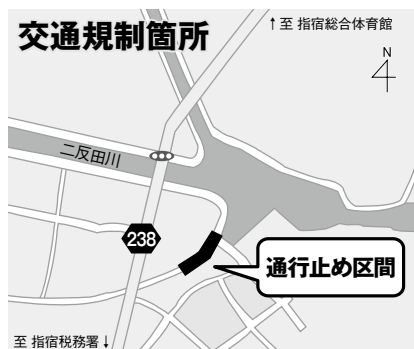 交通規制箇所
↑至 指宿総合体育館
N
二反田川
238
通行止め区間
至 指宿税務署↓